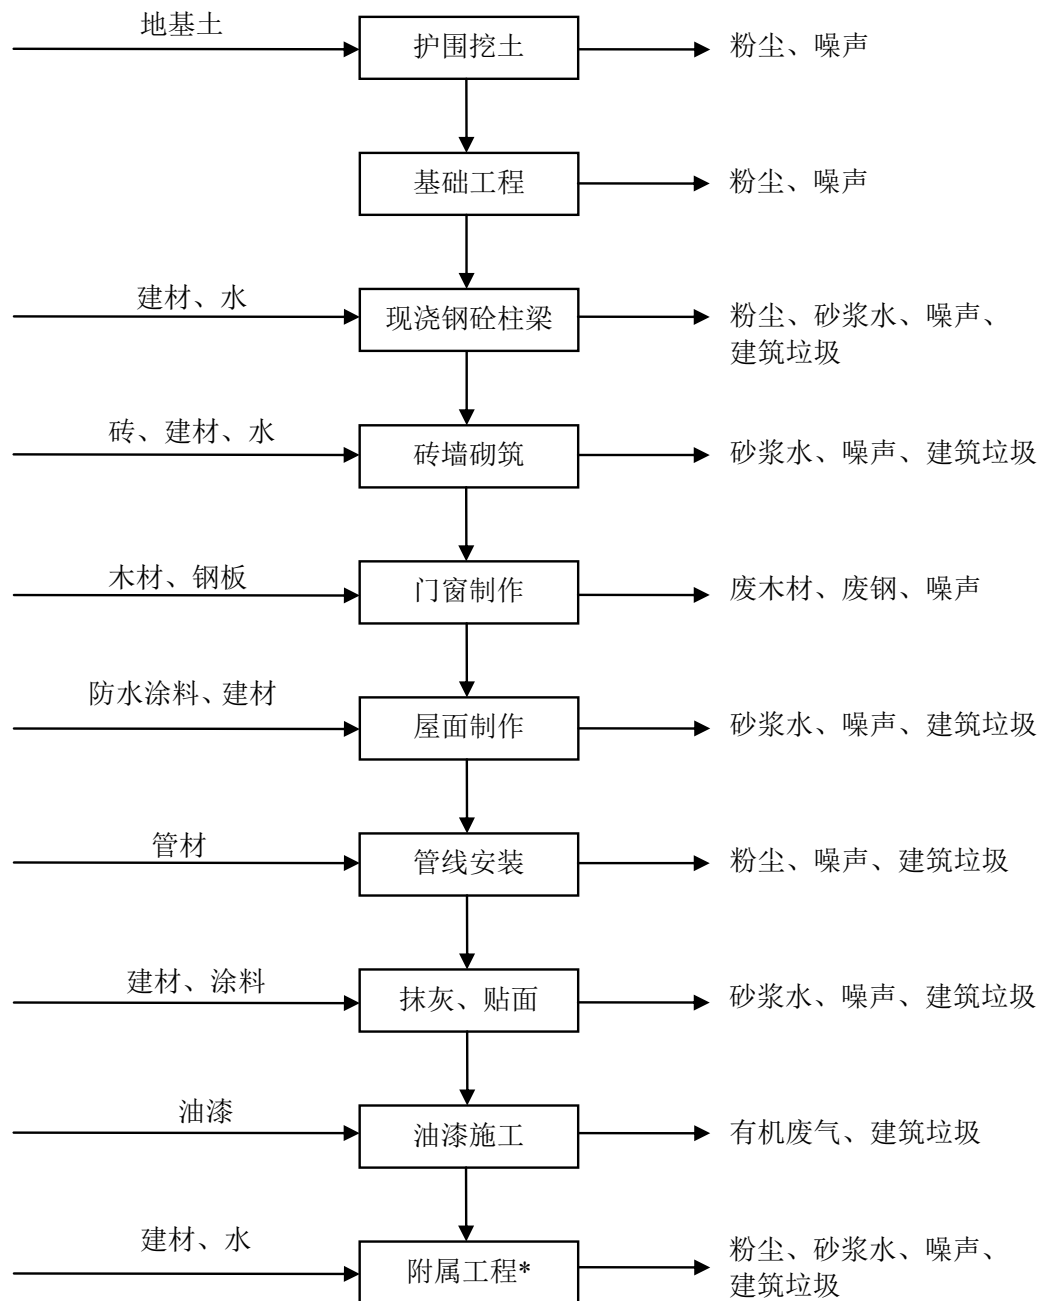 地基土
护围挖土
粉尘、噪声
基础工程
粉尘、噪声
建材、水
现浇钢砼柱梁
粉尘、砂浆水、噪声、
建筑垃圾
砖、建材、水
砖墙砌筑
砂浆水、噪声、建筑垃圾
木材、钢板
门窗制作
废木材、废钢、噪声
防水涂料、建材
屋面制作
砂浆水、噪声、建筑垃圾
管材
管线安装
粉尘、噪声、建筑垃圾
建材、涂料
抹灰、贴面
砂浆水、噪声、建筑垃圾
油漆
油漆施工
有机废气、建筑垃圾
建材、水
附属工程*
粉尘、砂浆水、噪声、
建筑垃圾